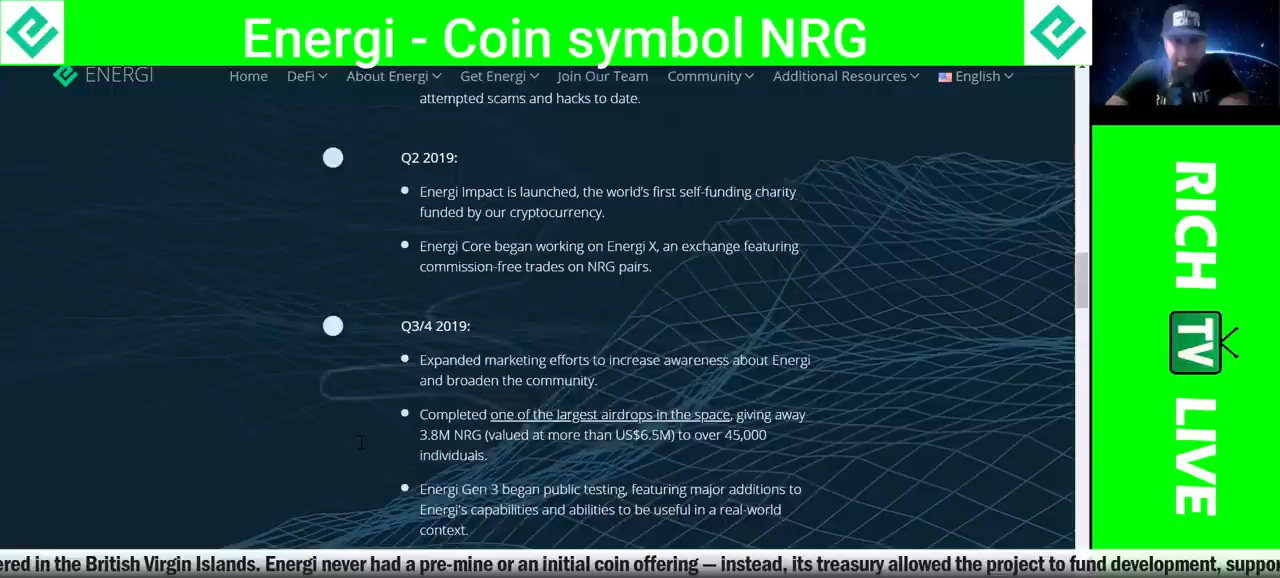 Energi - Coin symbol NRG
ENERGI
Home DeFi About Energi Get Energi Join Our Team Community Additional Resources English
attempted scams and hacks to date.
Q2 2019:
Energi Impact is launched, the world's first self-funding charity
funded by our cryptocurrency.
Energi Core began working on Energi X, an exchange featuring
commission-free trades on NRG pairs.
Q3/4 2019:
Expanded marketing efforts to increase awareness about Energi
and broaden the community.
Completed one of the largest airdrops in the space, giving away
3.8M NRG (valued at more than US$6.5M) to over 45,000
individuals.
Energi Gen 3 began public testing, featuring major additions to
Energi's capabilities and abilities to be useful in a real-world
context.
RICH TV LIVE
ered in the British Virgin Islands. Energi never had a pre-mine or an initial coin offering — instead, its treasury allowed the project to fund development, suppo